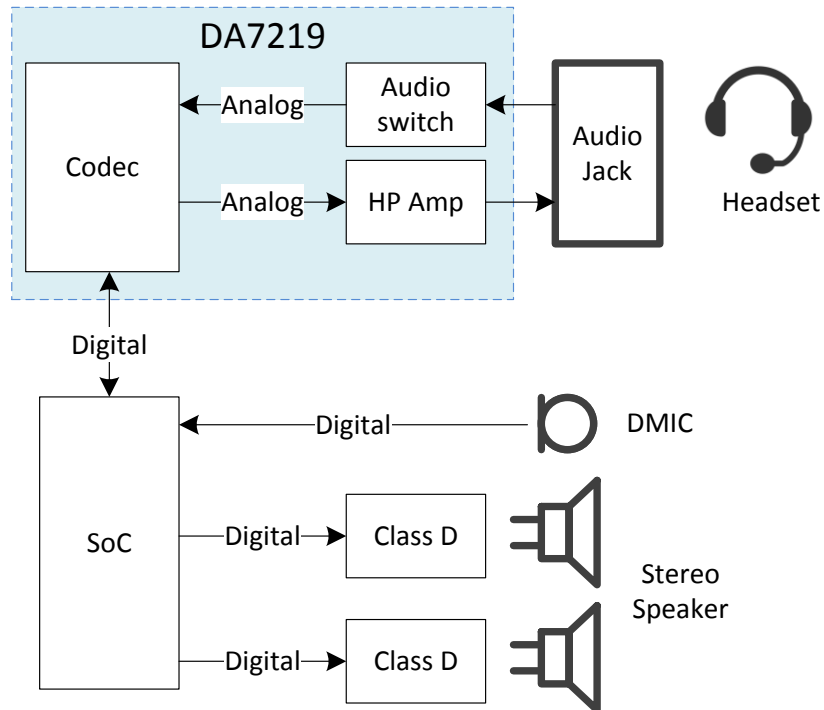 DA7219
Codec
Analog
Audio
switch
Analog
HP Amp
Audio
Jack
Headset
Digital
SoC
Digital
DMIC
Digital
Class D
Digital
Class D
Stereo
Speaker